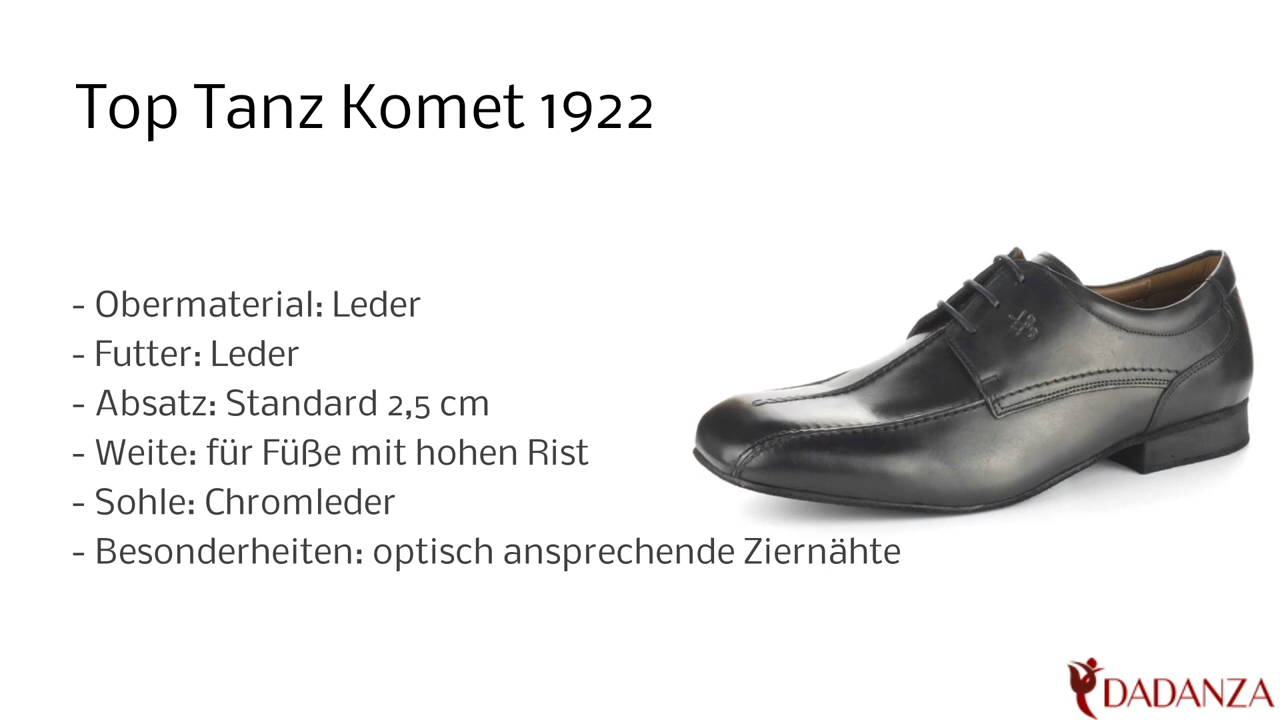 Top Tanz Komet 1922
- Obermaterial: Leder
- Futter: Leder
- Absatz: Standard 2,5 cm
- Weite: für Füße mit hohen Rist
- Sohle: Chromleder
- Besonderheiten: optisch ansprechende Ziernähte
DADANZA